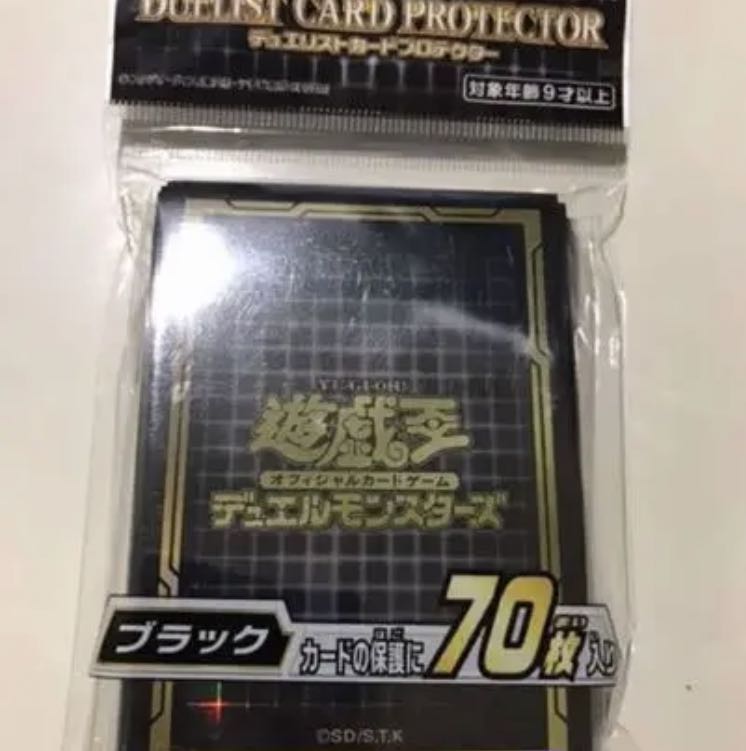 DUELIST CARD PROTECTOR
デュエリストカードプロテクター
対象年齢9才以上
YU-GI-OH!
遊戯王
オフィシャルカードゲーム
デュエルモンスターズ
ブラック
カードの保護に70枚入り
©SD/S.T.K